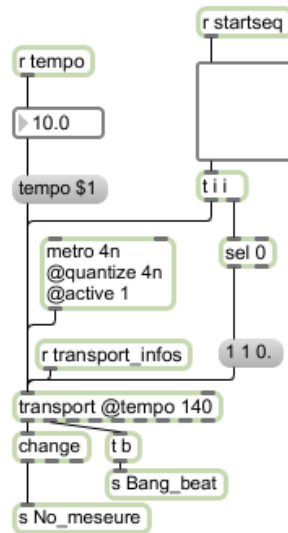 r startseq
r tempo
10.0
tempo $1
t i i
metro 4n
@quantize 4n
@active 1
sel 0
r transport_infos
1 1 0.
transport @tempo 140
change
t b
s Bang_beat
s No_meseure